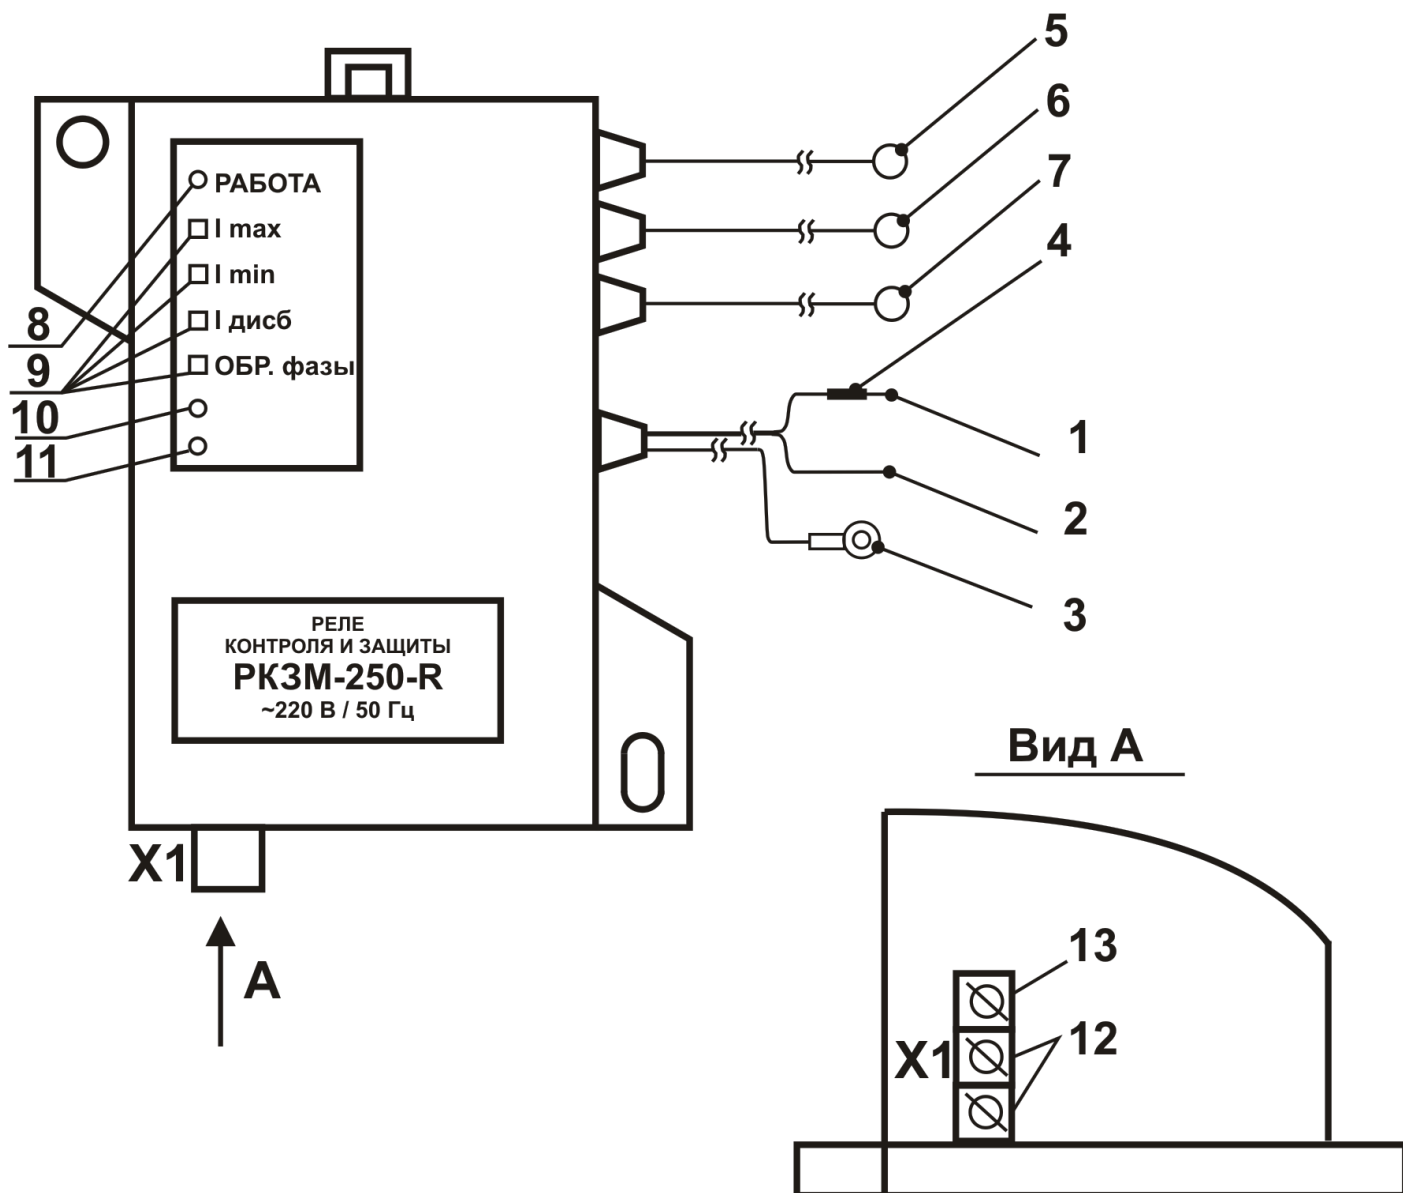 5
6
7
4
РАБОТА
I max
I min
I дисб
ОБР. фазы
8
9
10
11
1
2
3
РЕЛЕ
КОНТРОЛЯ И ЗАЩИТЫ
РКЗМ-250-R
~220 В / 50 Гц
X1
А
Вид А
13
X1
12